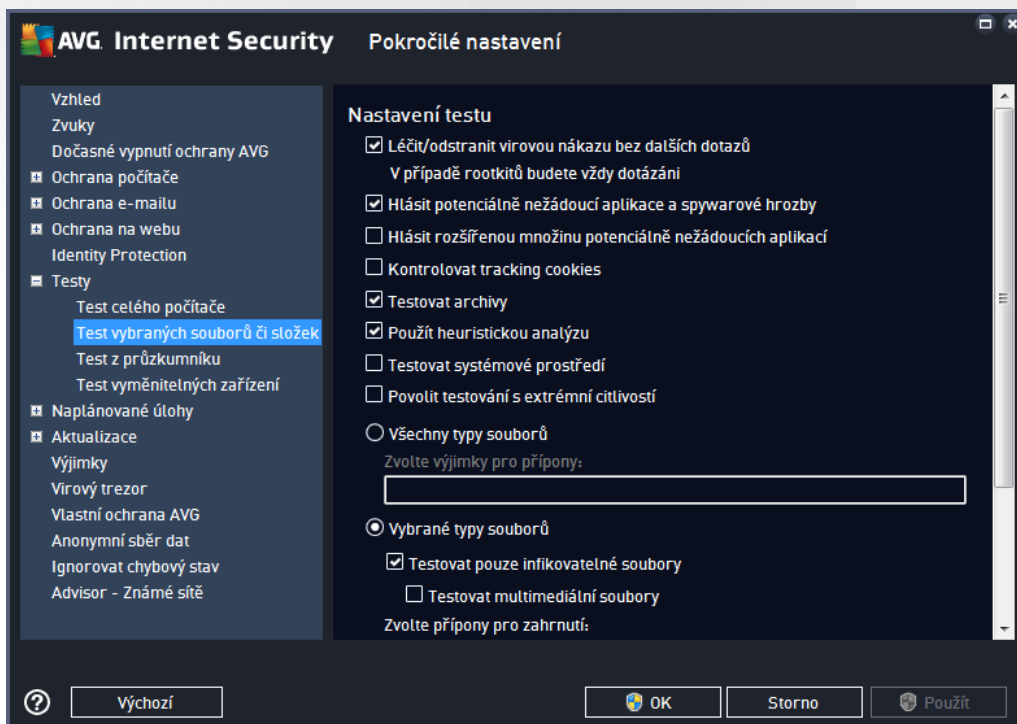 AVG. Internet Security Pokročilé nastavení
Vzhled
Zvuky
Dočasné vypnutí ochrany AVG
Ochrana počítače
Ochrana e-mailu
Ochrana na webu
Identity Protection
Testy
Test celého počítače
Test vybraných souborů či složek
Test z průzkumníku
Test vyměnitelných zařízení
Naplánované úlohy
Aktualizace
Výjimky
Virový trezor
Vlastní ochrana AVG
Anonymní sběr dat
Ignorovat chybový stav
Advisor - Známé sítě
Nastavení testu
Léčit/odstranit virovou nákazu bez dalších dotazů
V případě rootkitů budete vždy dotázáni
Hlásit potenciálně nežádoucí aplikace a spywarové hrozby
Hlásit rozšířenou množinu potenciálně nežádoucích aplikací
Kontrolovat tracking cookies
Testovat archivy
Použít heuristickou analýzu
Testovat systémové prostředí
Povolit testování s extrémní citlivostí
Všechny typy souborů
Zvolte výjimky pro přípony:
Vybrané typy souborů
Testovat pouze infikovatelné soubory
Testovat multimediální soubory
Zvolte přípony pro zahrnutí:
? Výchozí OK Storno Použít